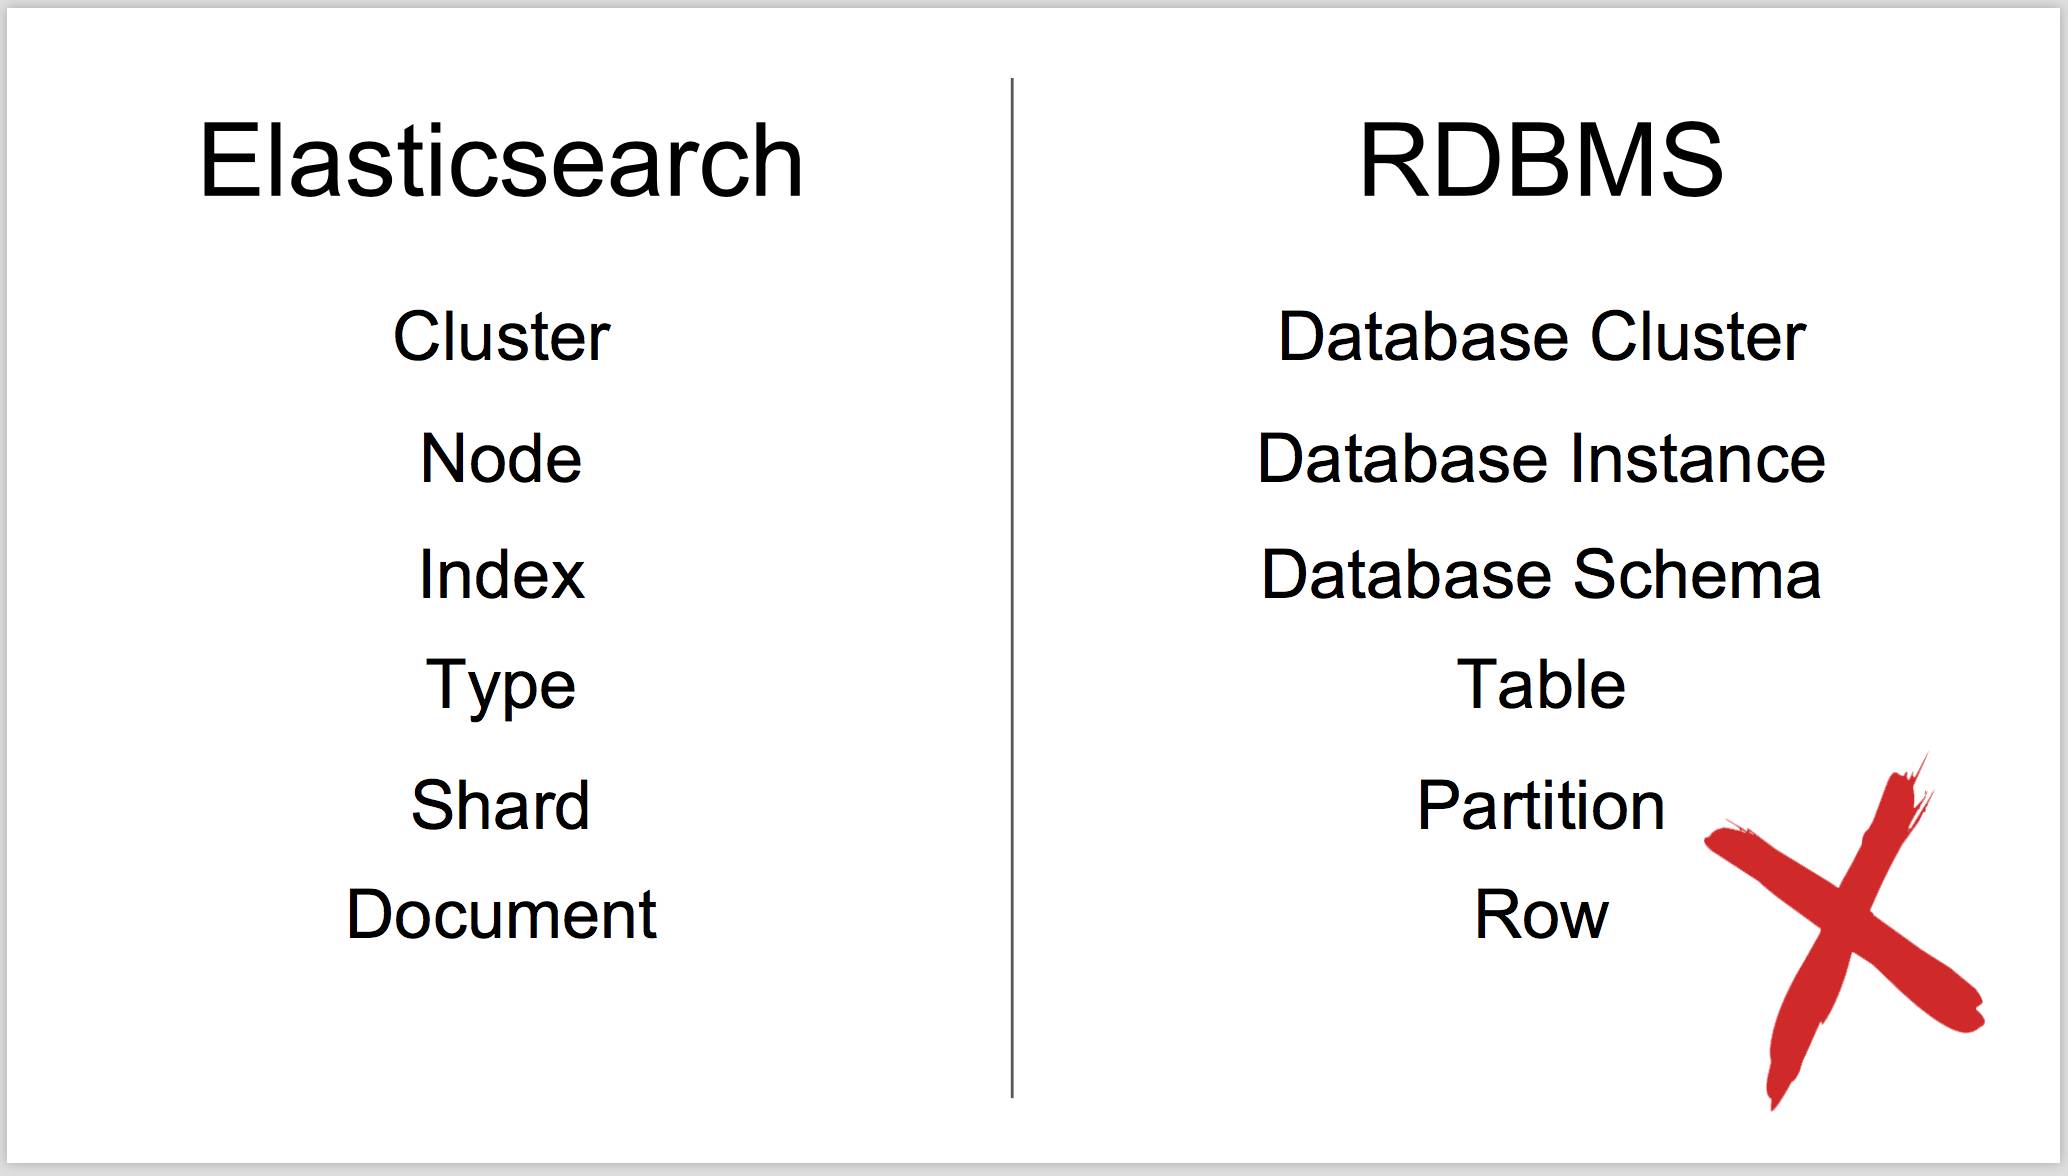 Elasticsearch
Cluster
Node
Index
Type
Shard
Document
RDBMS
Database Cluster
Database Instance
Database Schema
Table
Partition
Row